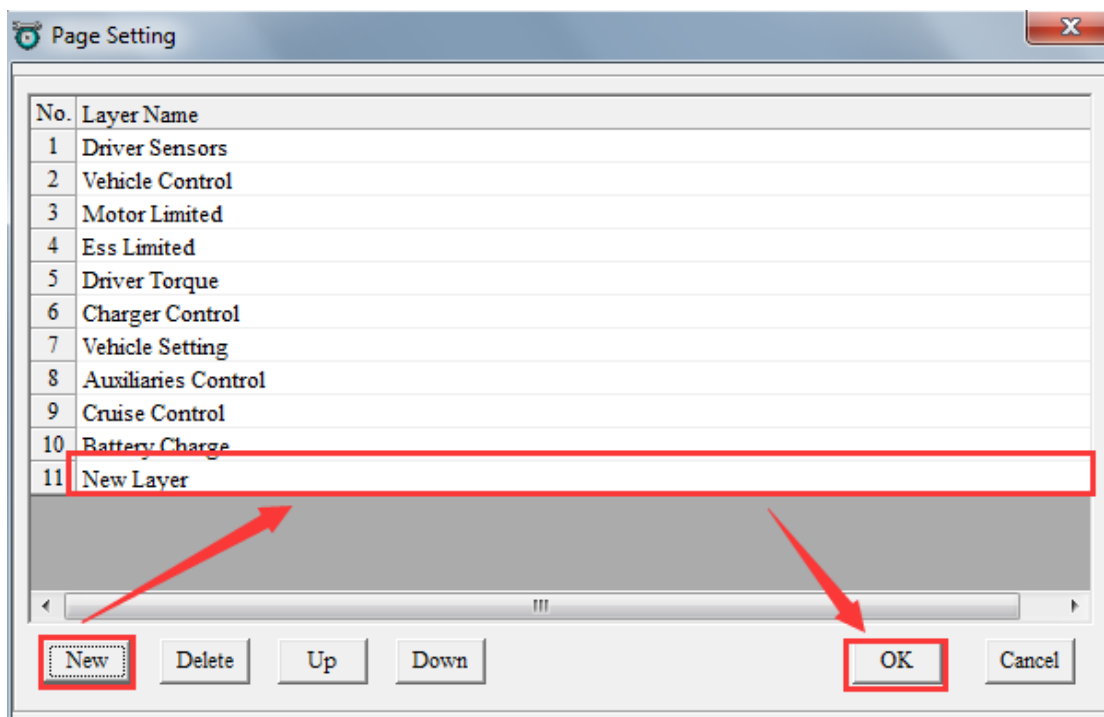 Page Setting
No. Layer Name
1 Driver Sensors
2 Vehicle Control
3 Motor Limited
4 Ess Limited
5 Driver Torque
6 Charger Control
7 Vehicle Setting
8 Auxiliaries Control
9 Cruise Control
10 Battery Charge
11 New Layer
New Delete Up Down OK Cancel